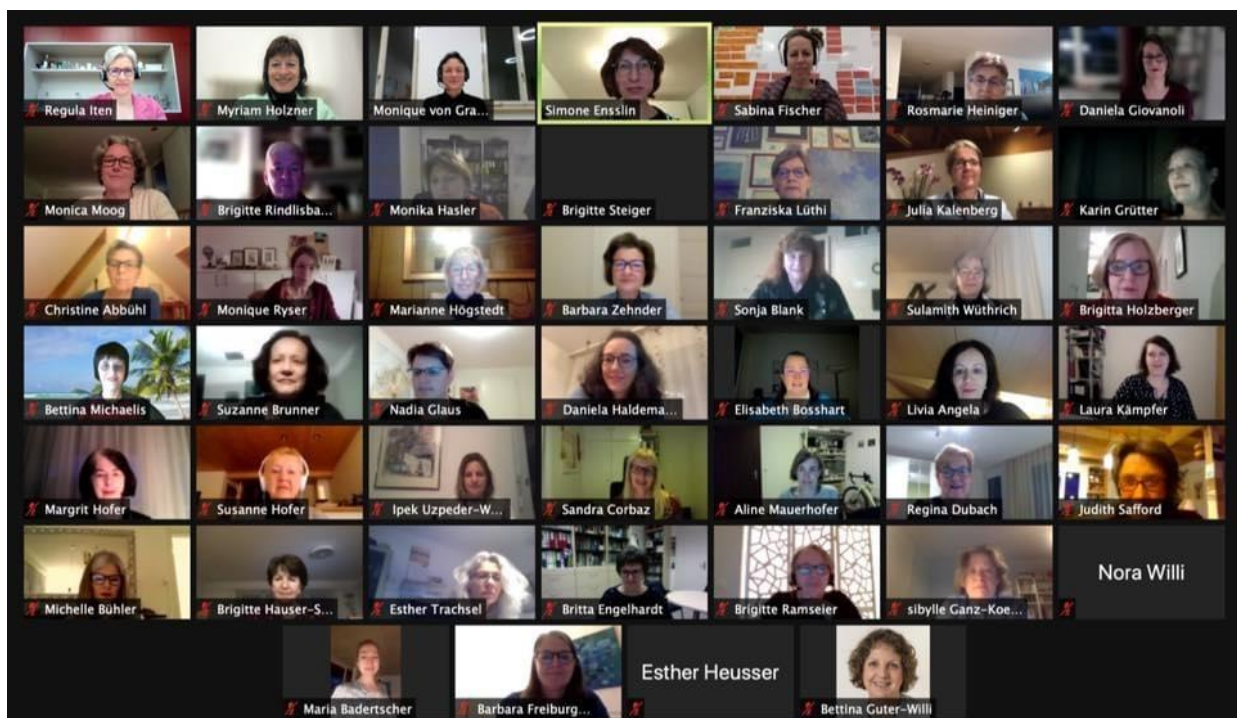 Regula Iten
Myriam Holzner
Monique von Gra...
Simone Ensslin
Sabina Fischer
Rosmarie Heiniger
Daniela Giovanoli
Monica Moog
Brigitte Rindlisba...
Monika Hasler
Brigitte Steiger
Franziska Lüthi
Julia Kalenberg
Karin Grütter
Christine Abbühl
Monique Ryser
Marianne Högstedt
Barbara Zehnder
Sonja Blank
Sulamith Wüthrich
Brigitta Holzberger
Bettina Michaelis
Suzanne Brunner
Nadia Glaus
Daniela Haldema...
Elisabeth Bosshart
Livia Angela
Laura Kämpfer
Margrit Hofer
Susanne Hofer
Ipek Uzpeder-W...
Sandra Corbaz
Aline Mauerhofer
Regina Dubach
Judith Safford
Michelle Bühler
Brigitte Hauser-S...
Esther Trachsel
Britta Engelhardt
Brigitte Ramseier
sibylle Ganz-Koe...
Nora Willi
Maria Badertscher
Barbara Freiburg...
Esther Heusser
Bettina Guter-Willi